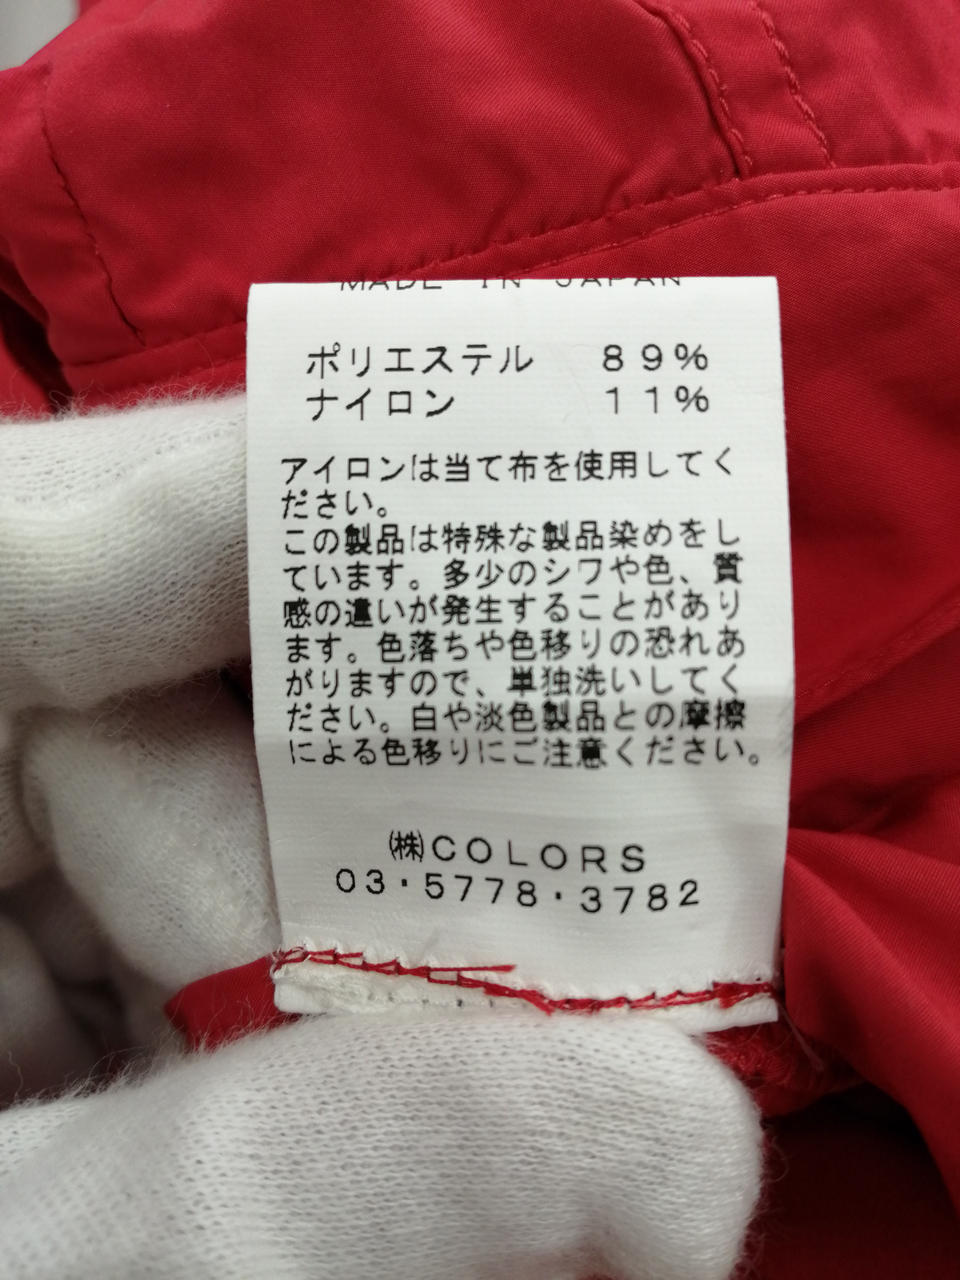 MADE IN JAPAN
ポリエステル 89%
ナイロン 11%
アイロンは当て布を使用してく
ださい。
この製品は特殊な製品染めをし
ています。多少のシワや色、質
感の違いが発生することがあり
ます。色落ちや色移りの恐れあ
がりますので、単独洗いしてく
ださい。白や淡色製品との摩擦
による色移りにご注意ください。
㈱COLORS
03・5778・3782